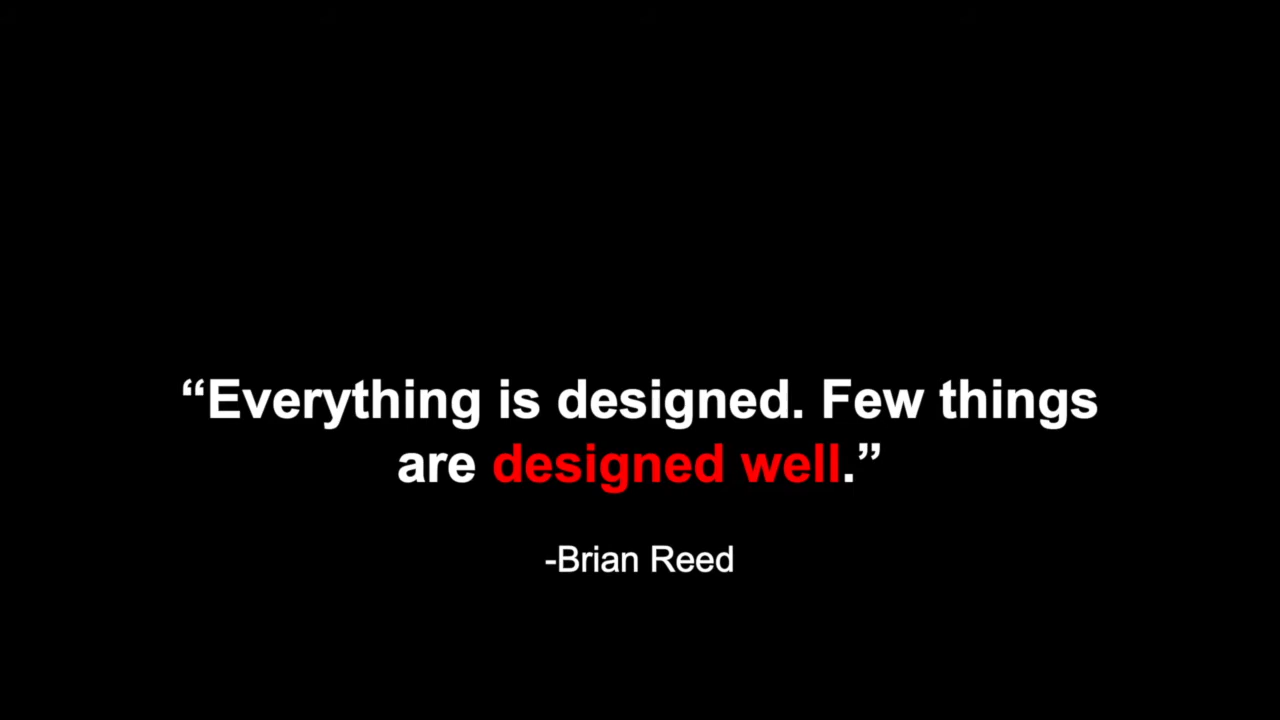 “Everything is designed. Few things
are designed well.”
-Brian Reed